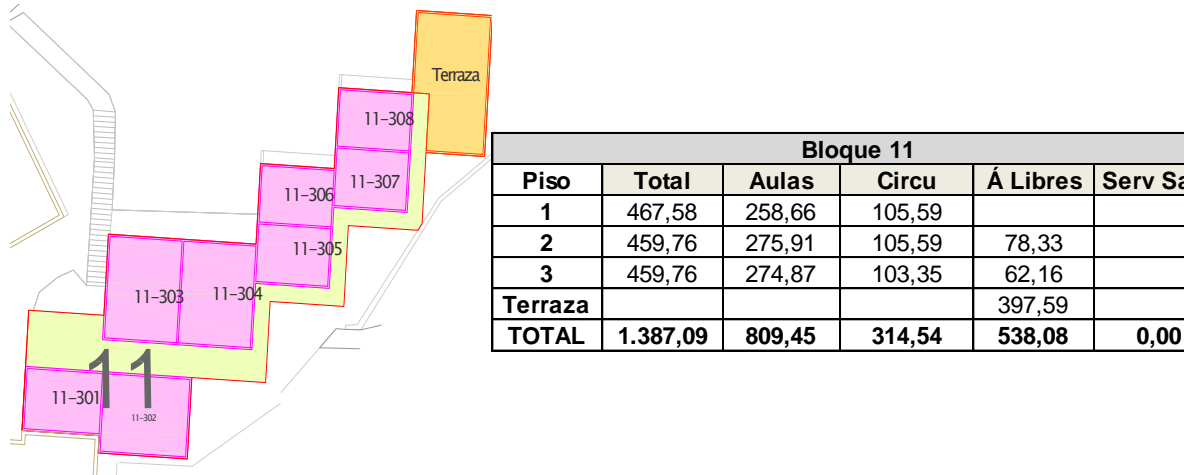 Terraza
11-308
11-307
11-306
11-305
11-303
11-304
11
11-301
11-302
Bloque 11
Piso Total Aulas Circu Á Libres Serv Sa
1 467,58 258,66 105,59
2 459,76 275,91 105,59 78,33
3 459,76 274,87 103,35 62,16
Terraza 397,59
TOTAL 1.387,09 809,45 314,54 538,08 0,00